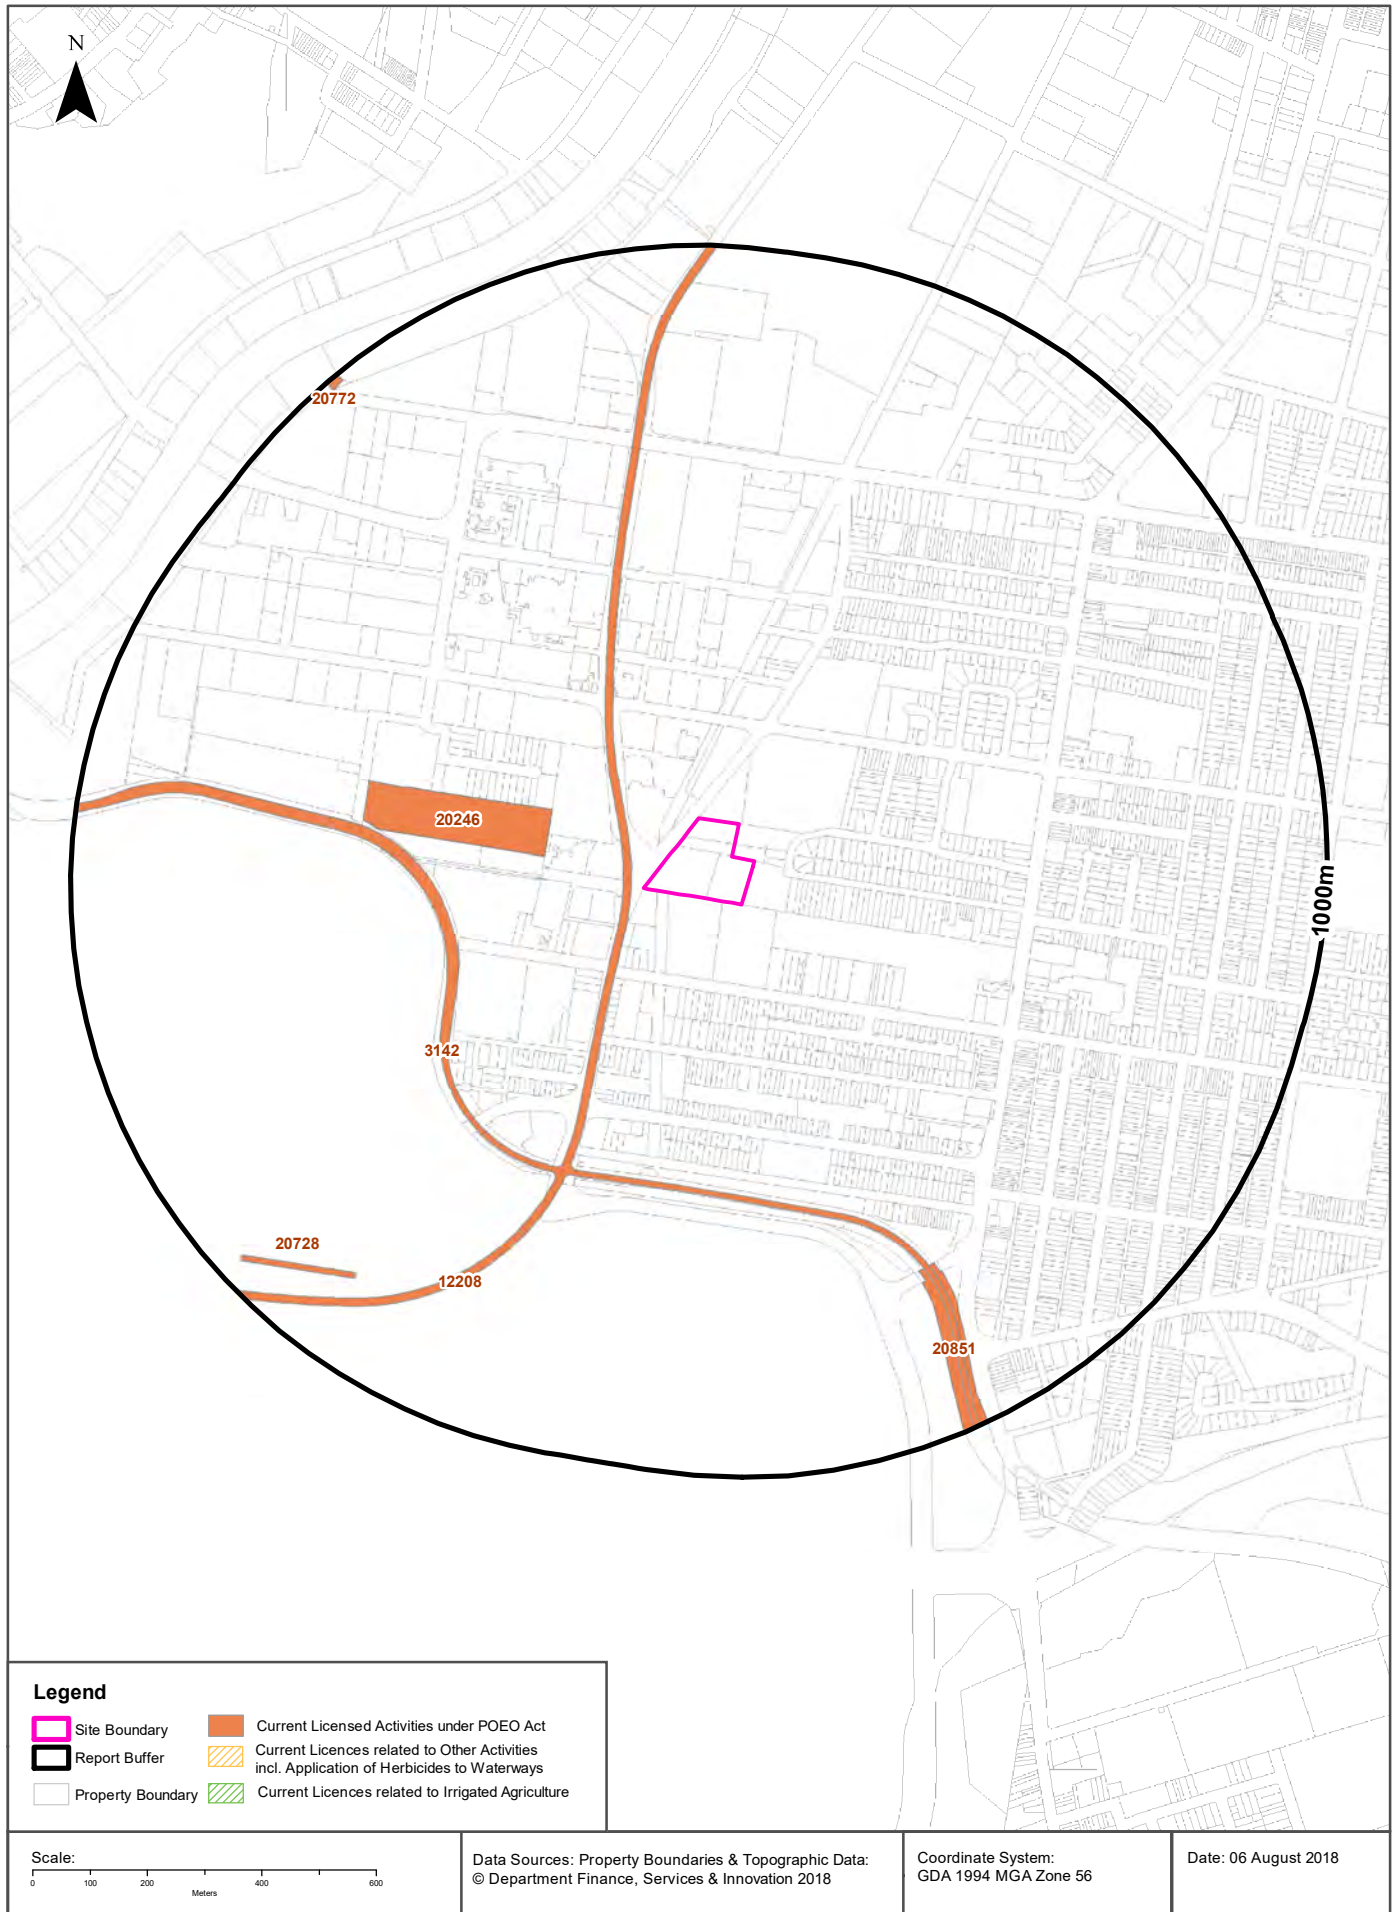 N
20772
20246
1000m
3142
20728
12208
20851
Legend
Site Boundary
Report Buffer
Property Boundary
Current Licensed Activities under POEO Act
Current Licences related to Other Activities
incl. Application of Herbicides to Waterways
Current Licences related to Irrigated Agriculture
Scale:
0 100 200 400 600
Meters
Data Sources: Property Boundaries & Topographic Data:
© Department Finance, Services & Innovation 2018
Coordinate System:
GDA 1994 MGA Zone 56
Date: 06 August 2018